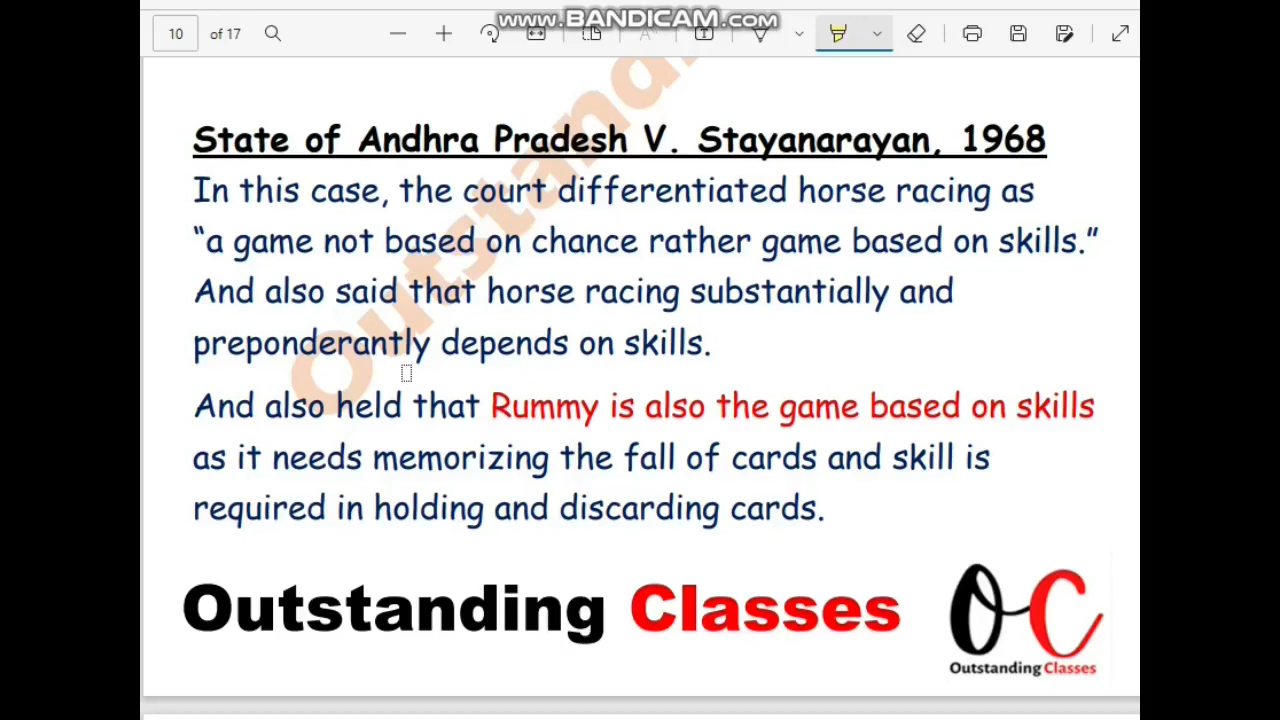 www.BANDICAM.com
10 of 17
State of Andhra Pradesh V. Stayanarayan, 1968
In this case, the court differentiated horse racing as
“a game not based on chance rather game based on skills.”
And also said that horse racing substantially and
preponderantly depends on skills.
And also held that Rummy is also the game based on skills
as it needs memorizing the fall of cards and skill is
required in holding and discarding cards.
Outstanding Classes
OC
Outstanding Classes
Outstandi